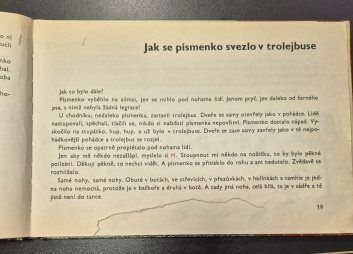 ní
Jak se písmenko svezlo v trolejbuse
Jak to bylo dále?
Písmenko vyběhlo na silnici, jen se mihlo pod nohama lidí. Jenom pryč, jen daleko od černého
psa, s nímž nebyla žádná legrace!
U chodníku, nedaleko písmenka, zastavil trolejbus. Dveře se samy otevřely jako v pohádce. Lidé
nastupovali, spěchali, tlačili se, nikdo si naštěstí písmenka nepovšiml. Písmenko dostalo nápad. Vy-
skočilo na stupátko, hup, hup, a už bylo v trolejbuse. Dveře se zase samy zavřely jako v té nejpo-
hádkovější pohádce a trolejbus se rozjel.
Písmenko se opatrně proplétalo pod nohama lidí.
Jen aby mě někdo nezašlápl, myslelo si M. Stoupnout mi někdo na nožičku, to by bylo pěkné
polízání. Děkuji pěkně, to nechci vidět. A písmenko se přitisklo do rohu a ani nedutalo. Zvědavě se
rozhlíželo.
Samé nohy, samé nohy. Obuté v botách, ve střevících, v přezůvkách, v holínkách a tamhle je jed-
na noha nemocná, protože je v bačkoře a druhá v botě. A tady jiná noha, celá bílá, ta je v sádře a té
jistě není do tance.
19